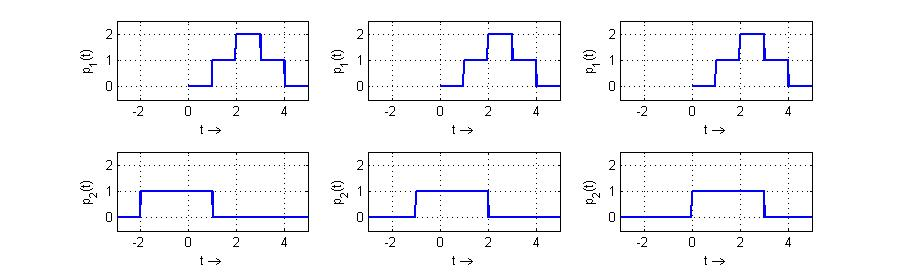 2 2 2
p1(t) 1 p1(t) 1 p1(t) 1
0 0 0
-2 0 2 4 -2 0 2 4 -2 0 2 4
t → t → t →
2 2 2
p2(t) 1 p2(t) 1 p2(t) 1
0 0 0
-2 0 2 4 -2 0 2 4 -2 0 2 4
t → t → t →